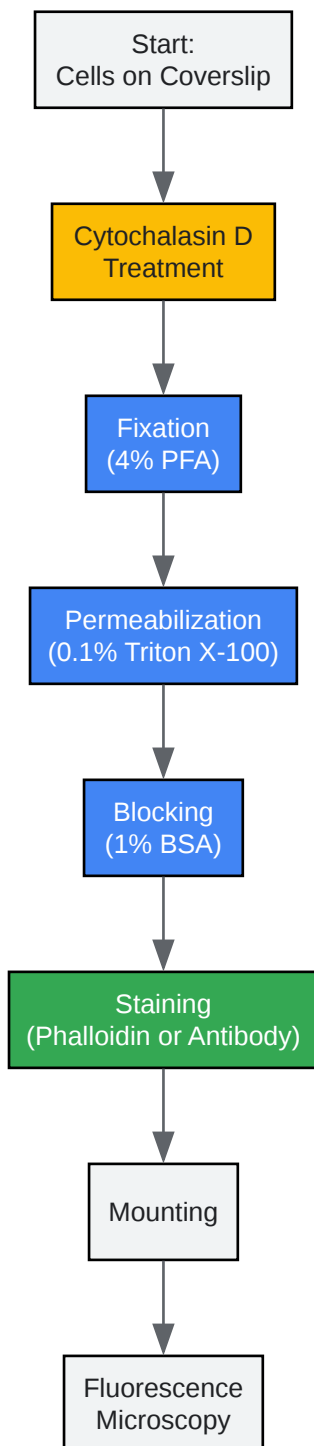 Start:
Cells on Coverslip
Cytochalasin D
Treatment
Fixation
(4% PFA)
Permeabilization
(0.1% Triton X-100)
Blocking
(1% BSA)
Staining
(Phalloidin or Antibody)
Mounting
Fluorescence
Microscopy